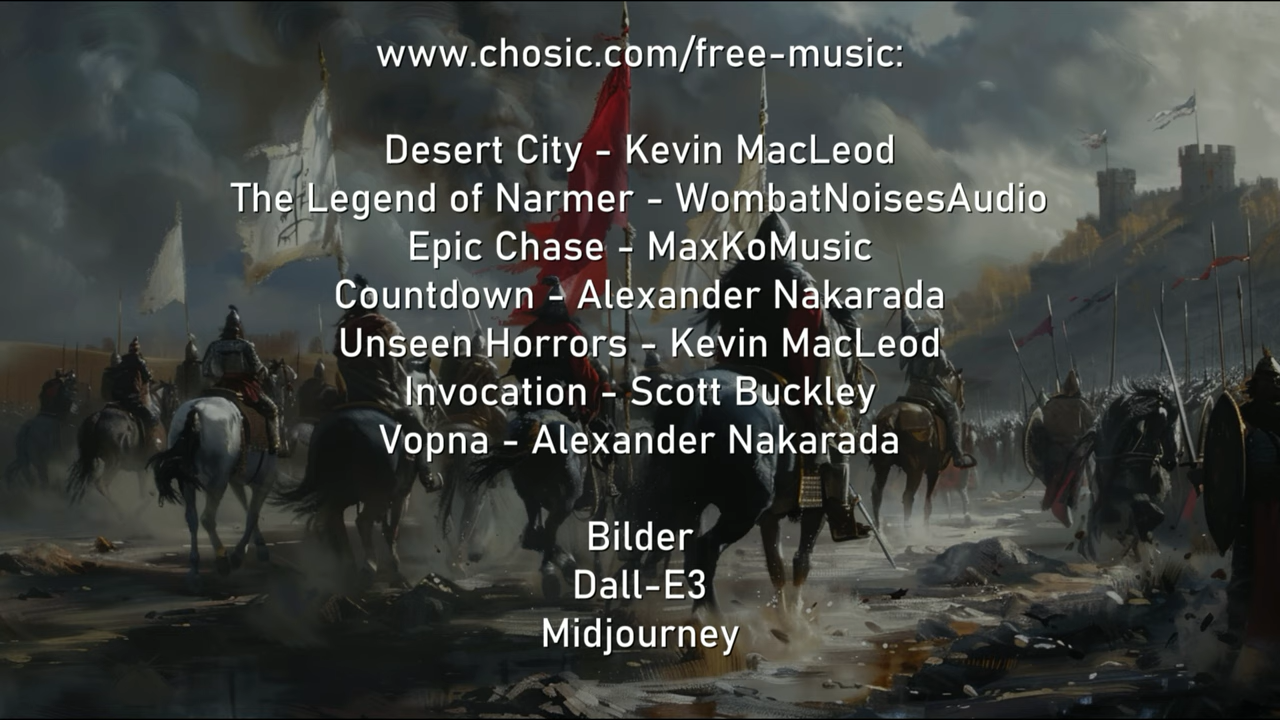 www.chosic.com/free-music:
Desert City - Kevin MacLeod
The Legend of Narmer - WombatNoisesAudio
Epic Chase - MaxKoMusic
Countdown - Alexander Nakarada
Unseen Horrors - Kevin MacLeod
Invocation - Scott Buckley
Vopna - Alexander Nakarada
Bilder
Dall-E3
Midjourney